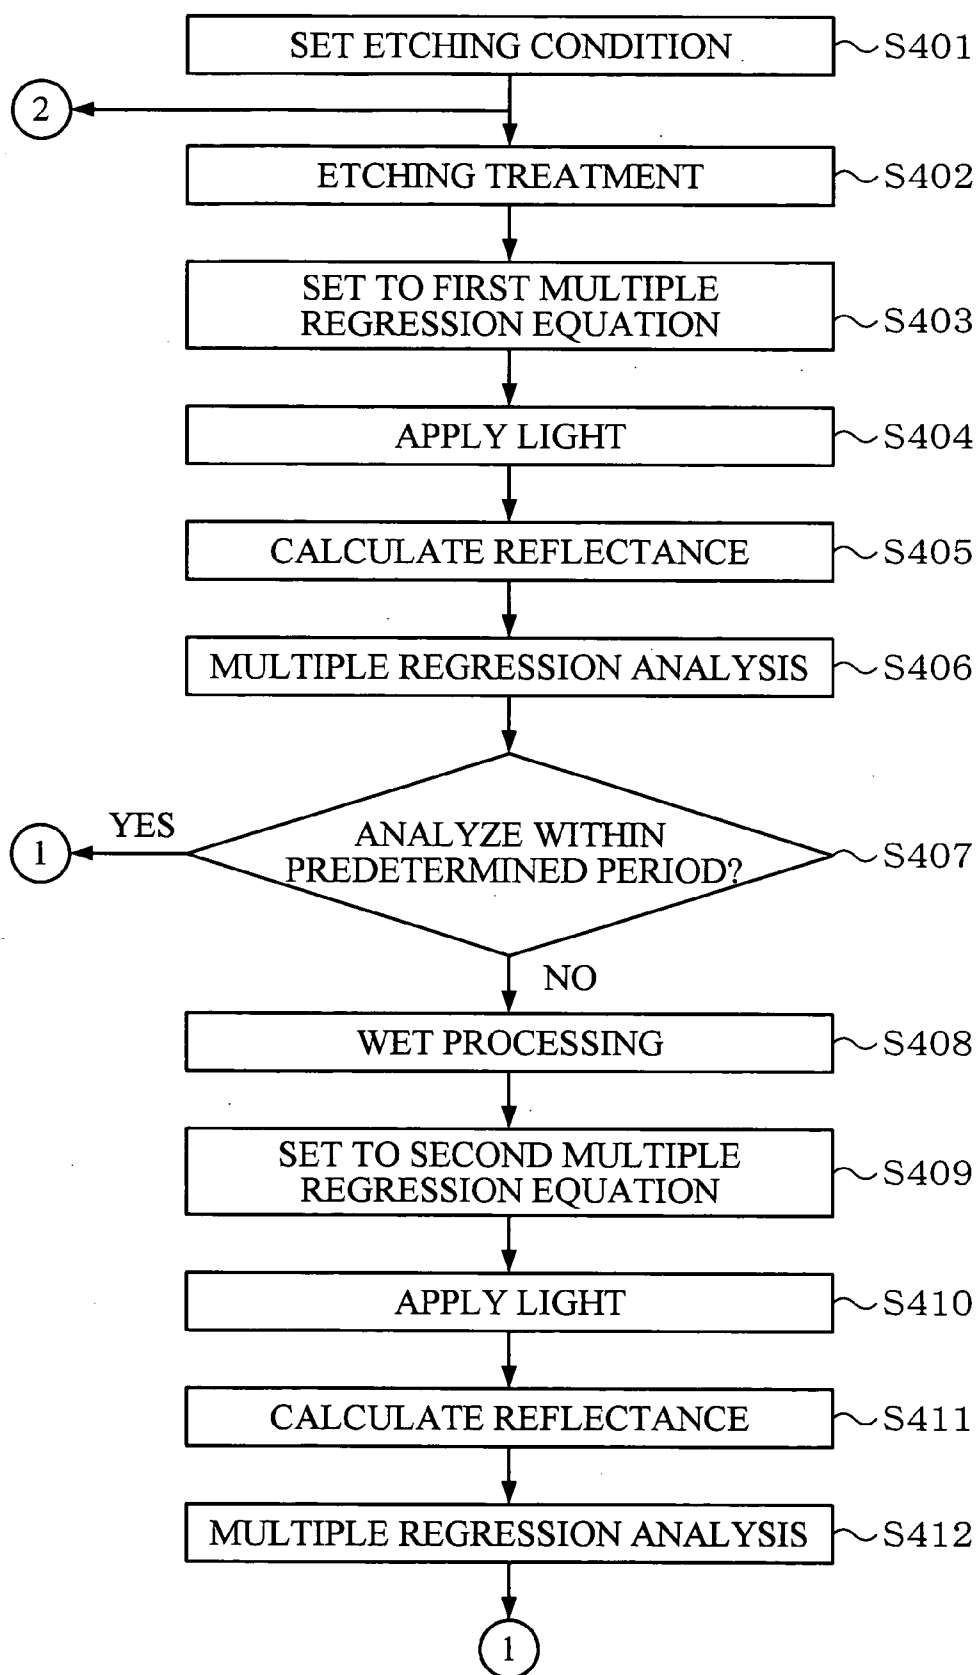 SET ETCHING CONDITION
S401
2
ETCHING TREATMENT
S402
SET TO FIRST MULTIPLE
REGRESSION EQUATION
S403
APPLY LIGHT
S404
CALCULATE REFLECTANCE
S405
MULTIPLE REGRESSION ANALYSIS
S406
YES
1
ANALYZE WITHIN
PREDETERMINED PERIOD?
S407
NO
WET PROCESSING
S408
SET TO SECOND MULTIPLE
REGRESSION EQUATION
S409
APPLY LIGHT
S410
CALCULATE REFLECTANCE
S411
MULTIPLE REGRESSION ANALYSIS
S412
1